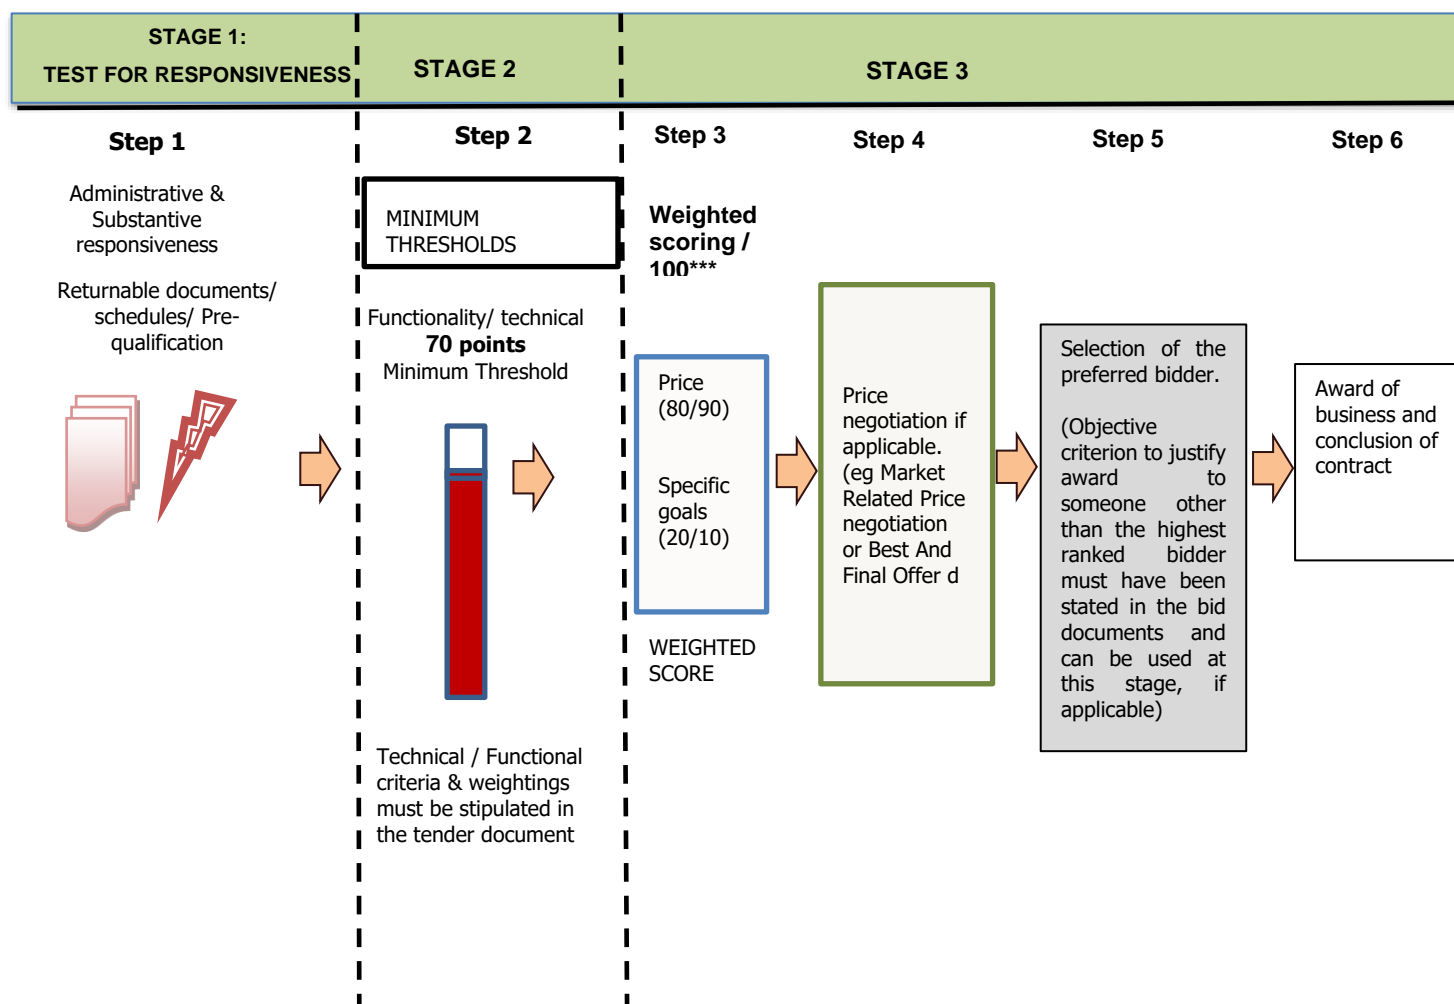 STAGE 1:
TEST FOR RESPONSIVENESS
STAGE 2
STAGE 3
Step 1
Administrative &
Substantive
responsiveness
Returnable documents/
schedules/ Pre-
qualification
Step 2
MINIMUM
THRESHOLDS
Functionality/ technical
70 points
Minimum Threshold
Technical / Functional
criteria & weightings
must be stipulated in
the tender document
Step 3
Weighted
scoring /
100***
Price
(80/90)
Specific
goals
(20/10)
WEIGHTED
SCORE
Step 4
Price
negotiation if
applicable.
(eg Market
Related Price
negotiation
or Best And
Final Offer d
Step 5
Selection of the
preferred bidder.
(Objective
criterion to justify
award to
someone other
than the highest
ranked bidder
must have been
stated in the bid
documents and
can be used at
this stage, if
applicable)
Step 6
Award of
business and
conclusion of
contract